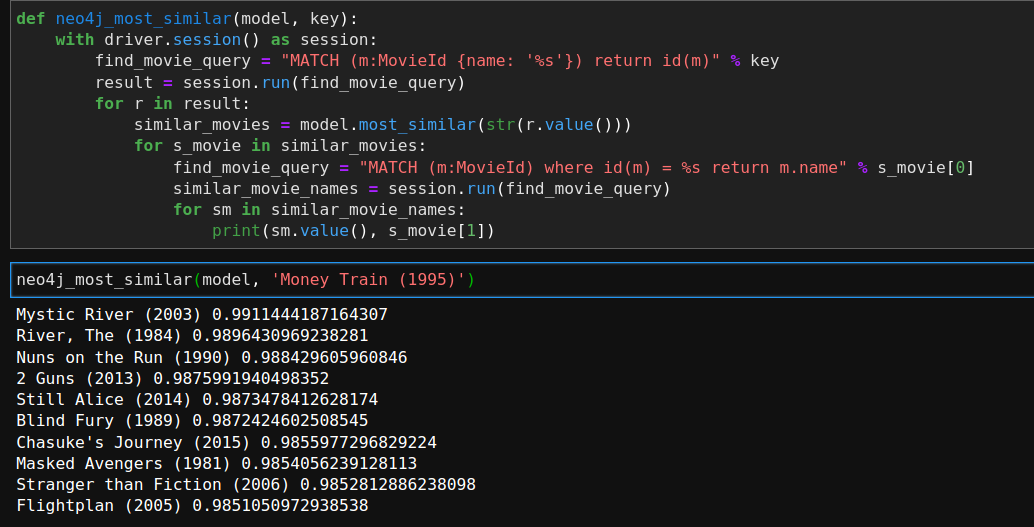 def neo4j_most_similar(model, key):
    with driver.session() as session:
        find_movie_query = "MATCH (m:MovieId {name: '%s'}) return id(m)" % key
        result = session.run(find_movie_query)
        for r in result:
            similar_movies = model.most_similar(str(r.value()))
            for s_movie in similar_movies:
                find_movie_query = "MATCH (m:MovieId) where id(m) = %s return m.name" % s_movie[0]
                similar_movie_names = session.run(find_movie_query)
                for sm in similar_movie_names:
                    print(sm.value(), s_movie[1])
neo4j_most_similar(model, 'Money Train (1995)')
Mystic River (2003) 0.9911444187164307
River, The (1984) 0.9896430969238281
Nuns on the Run (1990) 0.988429605960846
2 Guns (2013) 0.9875991940498352
Still Alice (2014) 0.9873478412628174
Blind Fury (1989) 0.9872424602508545
Chasuke's Journey (2015) 0.9855977296829224
Masked Avengers (1981) 0.9854056239128113
Stranger than Fiction (2006) 0.9852812886238098
Flightplan (2005) 0.9851050972938538